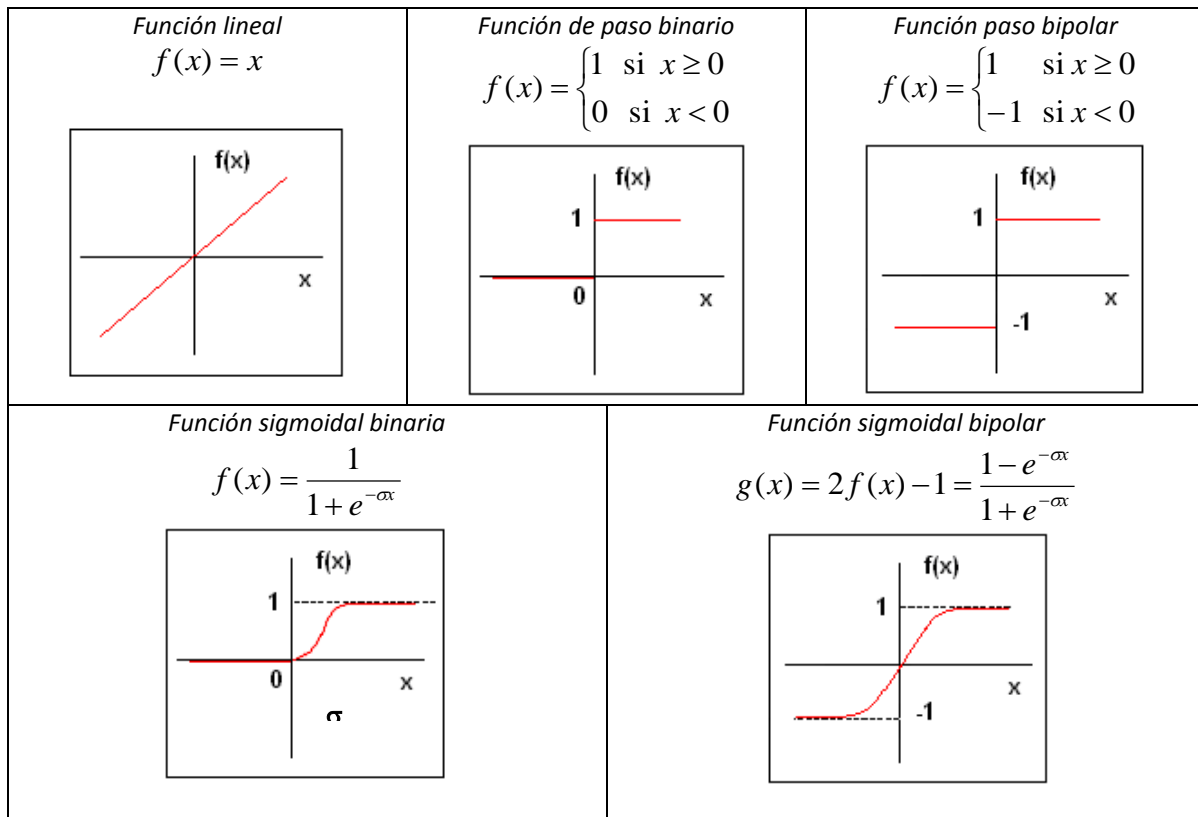 Función lineal
f(x) = x
f(x)
x
Función de paso binario
f(x) = {1 si x ≥ 0
0 si x < 0
f(x)
1
0
x
Función paso bipolar
f(x) = {1 si x ≥ 0
−1 si x < 0
f(x)
1
x
-1
Función sigmoidal binaria
f(x) = 1 / (1 + e^{−σx})
f(x)
1
0
x
σ
Función sigmoidal bipolar
g(x) = 2f(x) − 1 = (1 − e^{−σx}) / (1 + e^{−σx})
f(x)
1
x
-1